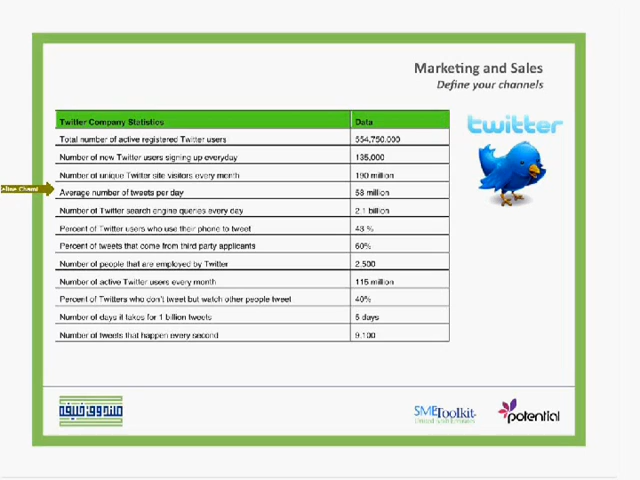 Marketing and Sales
Define your channels
Twitter Company Statistics Data
Total number of active registered Twitter users 554,750,000
Number of new Twitter users signing up everyday 135,000
Number of unique Twitter site visitors every month 190 million
Average number of tweets per day 58 million
Number of Twitter search engine queries every day 2.1 billion
Percent of Twitter users who use their phone to tweet 43 %
Percent of tweets that come from third party applicants 60%
Number of people that are employed by Twitter 2,500
Number of active Twitter users every month 115 million
Percent of Twitters who don't tweet but watch other people tweet 40%
Number of days it takes for 1 billion tweets 5 days
Number of tweets that happen every second 9,100
twitter
صندوق خليفة
SMEToolkit
potential